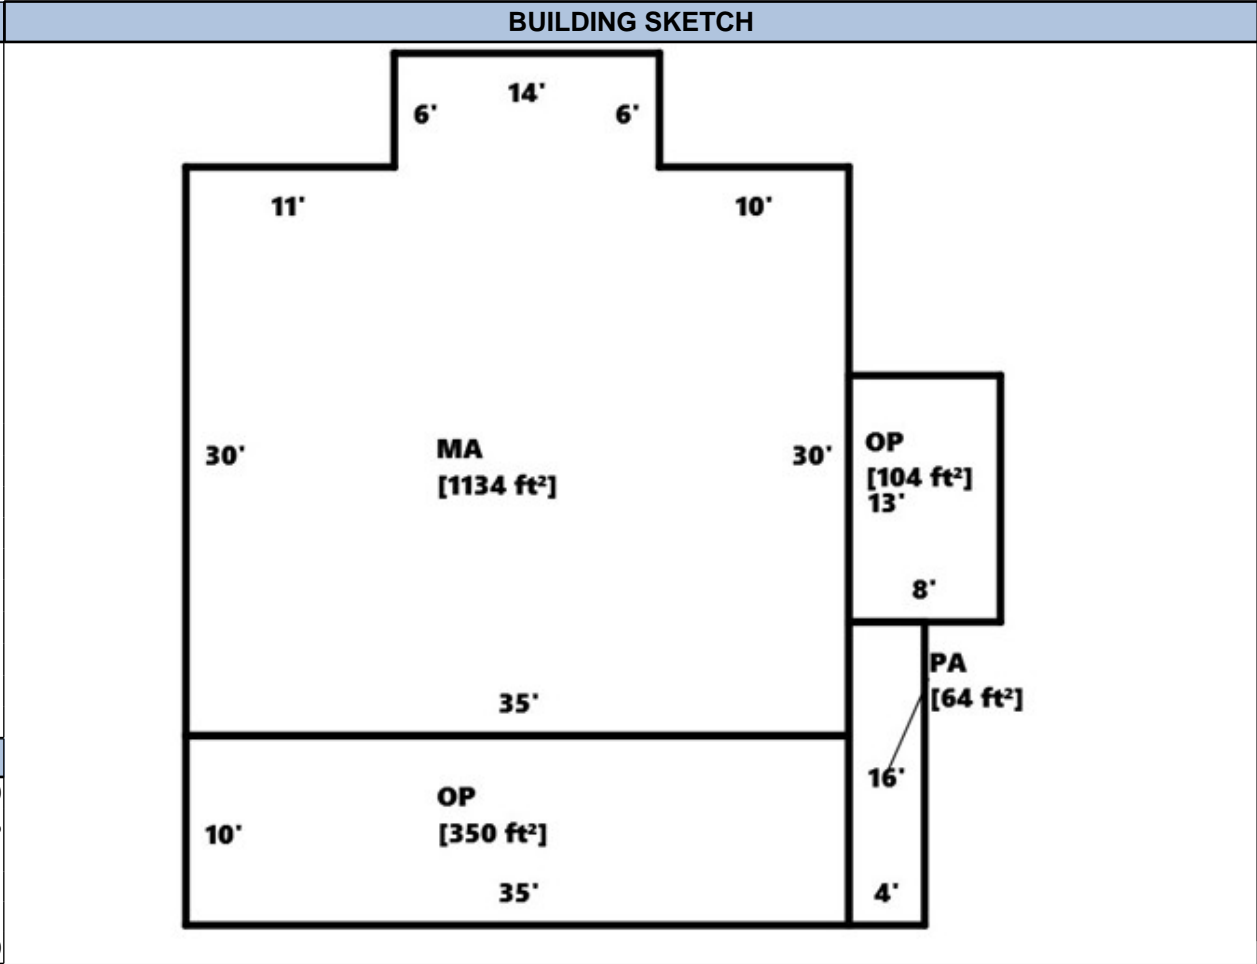 BUILDING SKETCH
14'
6' 6'
11' 10'
30' MA 30'
[1134 ft²]
OP
[104 ft²]
13'
8'
35'
PA
[64 ft²]
16'
OP
[350 ft²]
10'
35' 4'